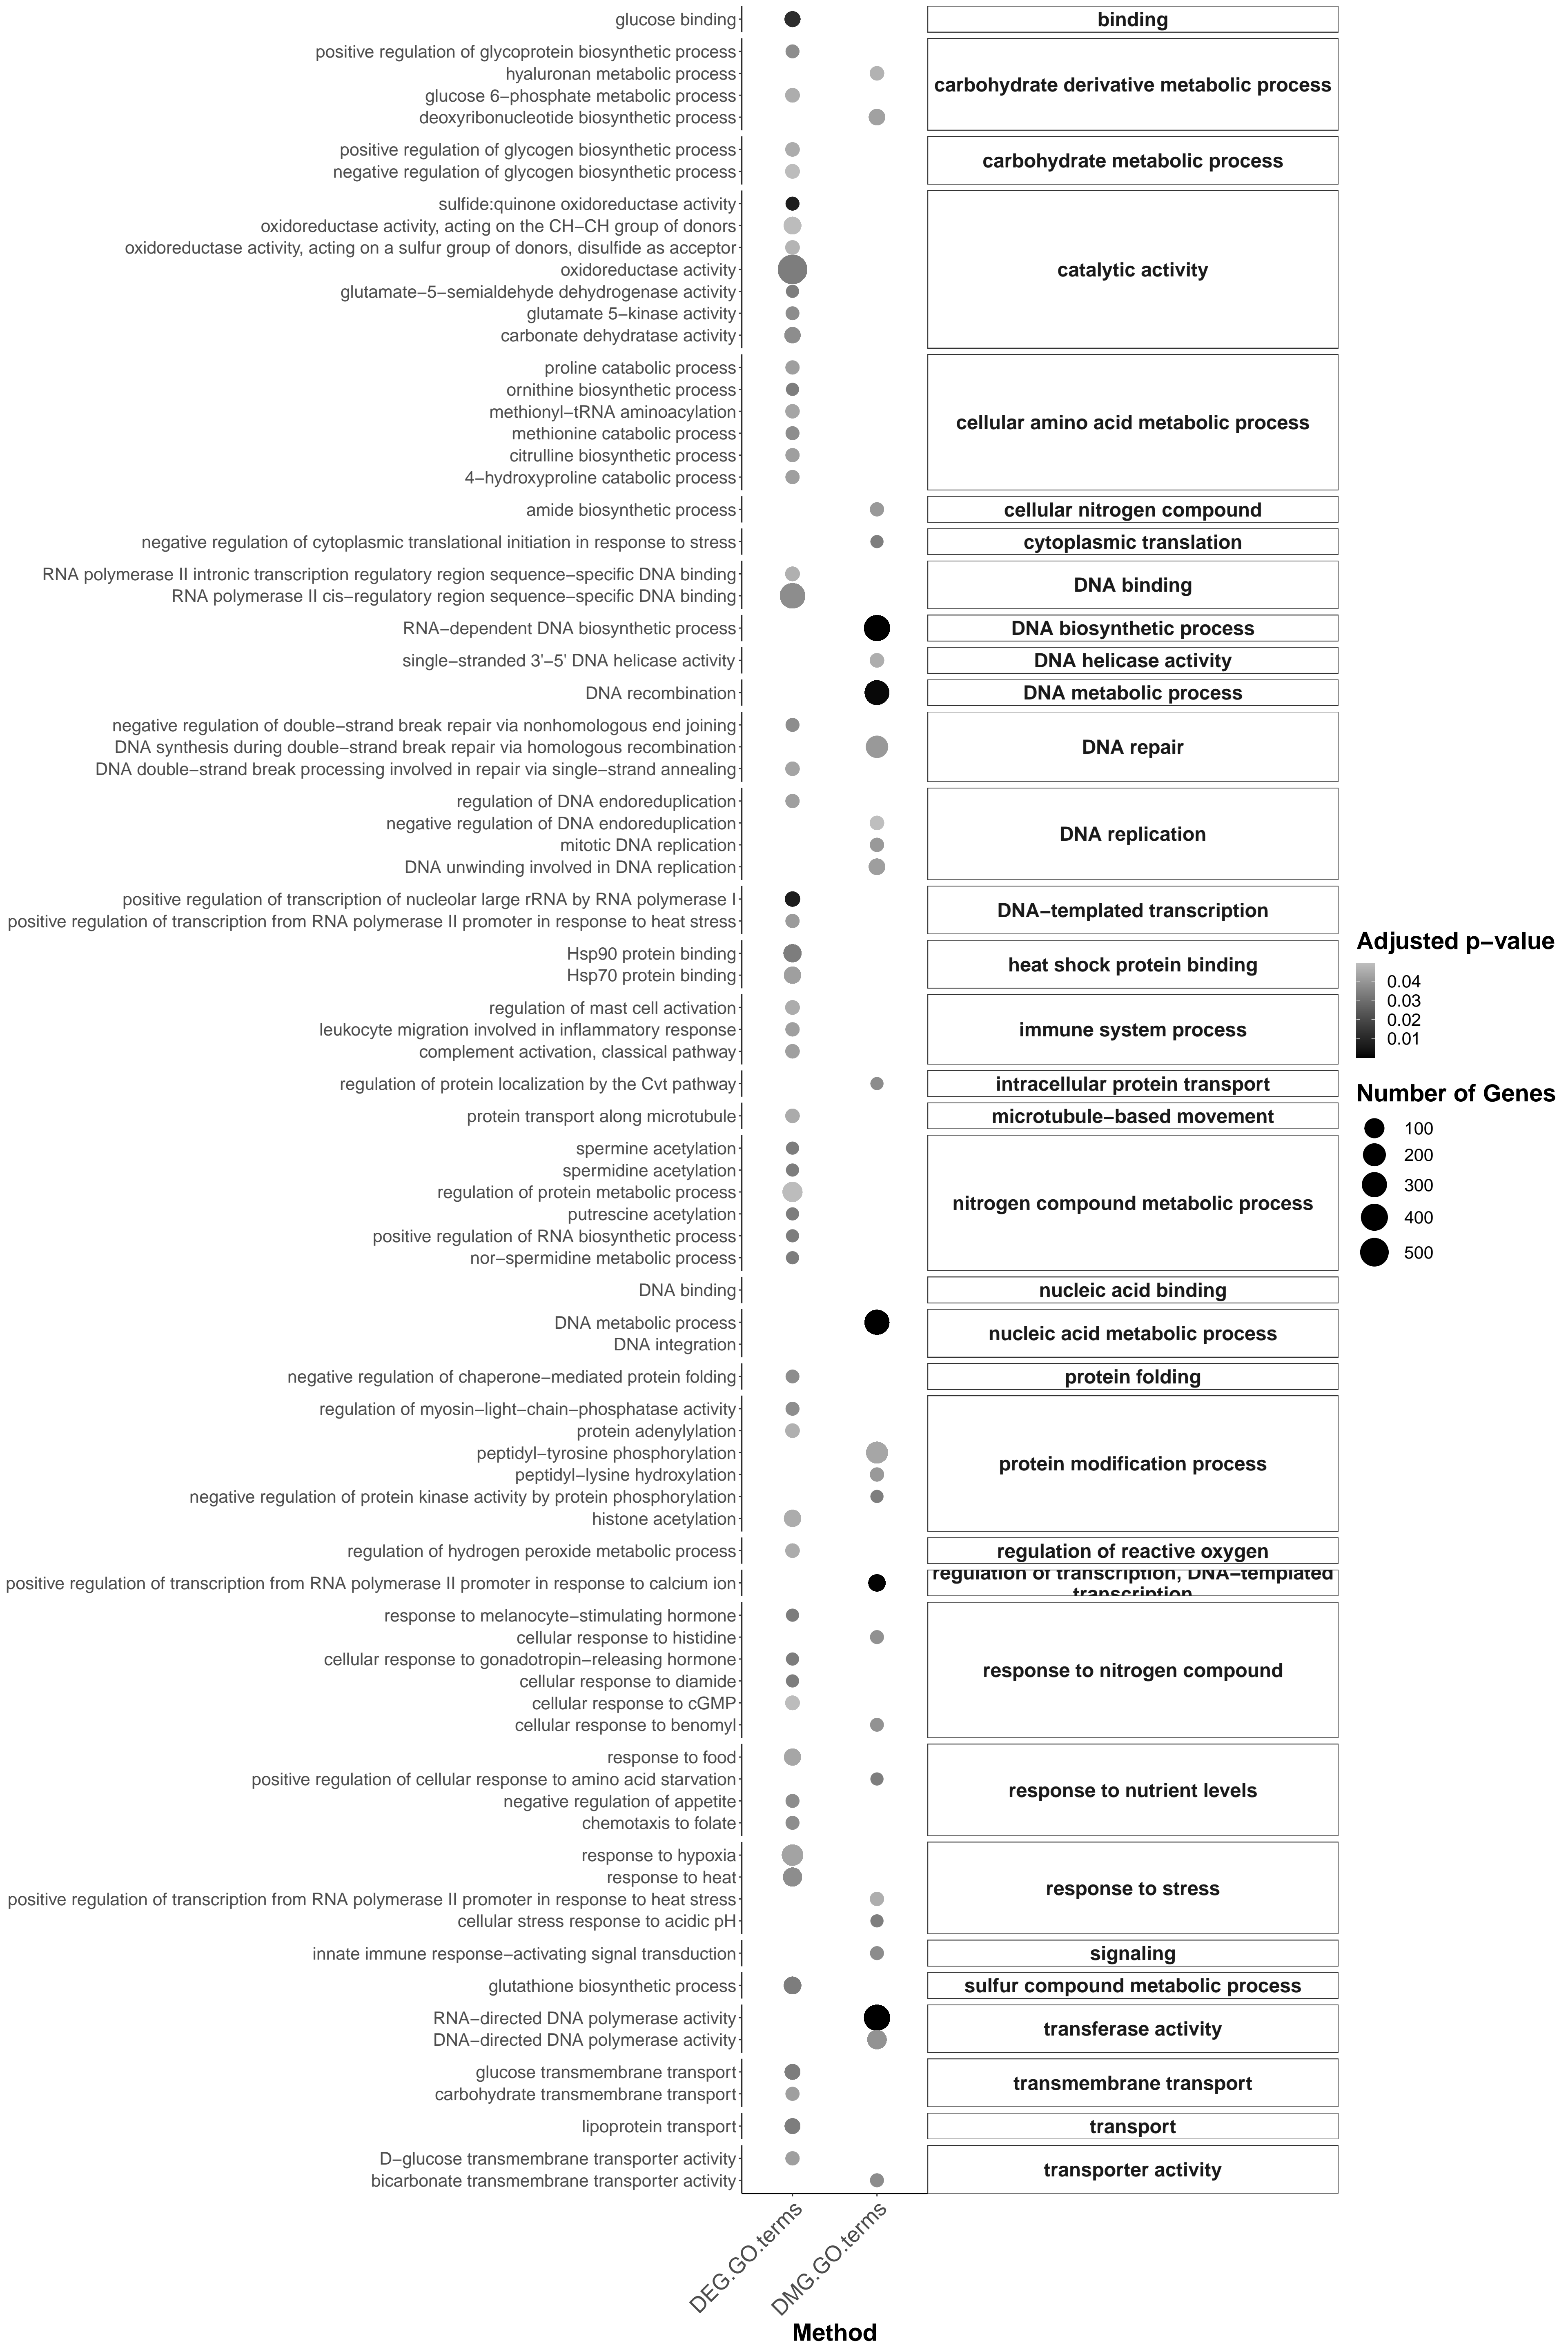 glucose binding
binding
positive regulation of glycoprotein biosynthetic process
hyaluronan metabolic process
glucose 6−phosphate metabolic process
deoxyribonucleotide biosynthetic process
carbohydrate derivative metabolic process
positive regulation of glycogen biosynthetic process
negative regulation of glycogen biosynthetic process
carbohydrate metabolic process
sulfide:quinone oxidoreductase activity
oxidoreductase activity, acting on the CH−CH group of donors
oxidoreductase activity, acting on a sulfur group of donors, disulfide as acceptor
oxidoreductase activity
glutamate−5−semialdehyde dehydrogenase activity
glutamate 5−kinase activity
carbonate dehydratase activity
catalytic activity
proline catabolic process
ornithine biosynthetic process
methionyl−tRNA aminoacylation
methionine catabolic process
citrulline biosynthetic process
4−hydroxyproline catabolic process
cellular amino acid metabolic process
amide biosynthetic process
cellular nitrogen compound
negative regulation of cytoplasmic translational initiation in response to stress
cytoplasmic translation
RNA polymerase II intronic transcription regulatory region sequence−specific DNA binding
RNA polymerase II cis−regulatory region sequence−specific DNA binding
DNA binding
RNA−dependent DNA biosynthetic process
DNA biosynthetic process
single−stranded 3'−5' DNA helicase activity
DNA helicase activity
DNA recombination
DNA metabolic process
negative regulation of double−strand break repair via nonhomologous end joining
DNA synthesis during double−strand break repair via homologous recombination
DNA double−strand break processing involved in repair via single−strand annealing
DNA repair
regulation of DNA endoreduplication
negative regulation of DNA endoreduplication
mitotic DNA replication
DNA unwinding involved in DNA replication
DNA replication
positive regulation of transcription of nucleolar large rRNA by RNA polymerase I
positive regulation of transcription from RNA polymerase II promoter in response to heat stress
DNA−templated transcription
Hsp90 protein binding
Hsp70 protein binding
heat shock protein binding
regulation of mast cell activation
leukocyte migration involved in inflammatory response
complement activation, classical pathway
immune system process
regulation of protein localization by the Cvt pathway
intracellular protein transport
protein transport along microtubule
microtubule−based movement
spermine acetylation
spermidine acetylation
regulation of protein metabolic process
putrescine acetylation
positive regulation of RNA biosynthetic process
nor−spermidine metabolic process
nitrogen compound metabolic process
DNA binding
nucleic acid binding
DNA metabolic process
DNA integration
nucleic acid metabolic process
negative regulation of chaperone−mediated protein folding
protein folding
regulation of myosin−light−chain−phosphatase activity
protein adenylylation
peptidyl−tyrosine phosphorylation
peptidyl−lysine hydroxylation
negative regulation of protein kinase activity by protein phosphorylation
histone acetylation
protein modification process
regulation of hydrogen peroxide metabolic process
regulation of reactive oxygen
positive regulation of transcription from RNA polymerase II promoter in response to calcium ion
regulation of transcription, DNA−templated
transcription
response to melanocyte−stimulating hormone
cellular response to histidine
cellular response to gonadotropin−releasing hormone
cellular response to diamide
cellular response to cGMP
cellular response to benomyl
response to nitrogen compound
response to food
positive regulation of cellular response to amino acid starvation
negative regulation of appetite
chemotaxis to folate
response to nutrient levels
response to hypoxia
response to heat
positive regulation of transcription from RNA polymerase II promoter in response to heat stress
cellular stress response to acidic pH
response to stress
innate immune response−activating signal transduction
signaling
glutathione biosynthetic process
sulfur compound metabolic process
RNA−directed DNA polymerase activity
DNA−directed DNA polymerase activity
transferase activity
glucose transmembrane transport
carbohydrate transmembrane transport
transmembrane transport
lipoprotein transport
transport
D−glucose transmembrane transporter activity
bicarbonate transmembrane transporter activity
transporter activity
DEG.GO.terms
DMG.GO.terms
Method
Adjusted p−value
0.04
0.03
0.02
0.01
Number of Genes
100
200
300
400
500